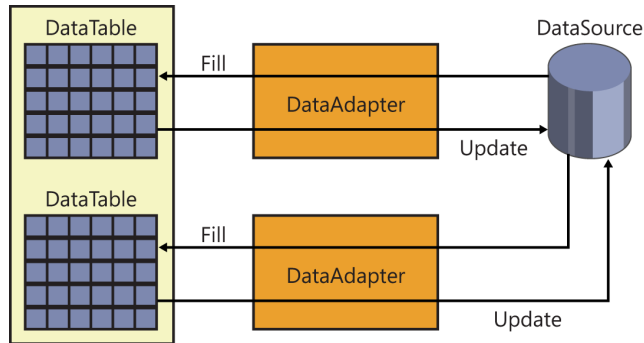 DataTable
DataSource
Fill
DataAdapter
Update
DataTable
Fill
DataAdapter
Update